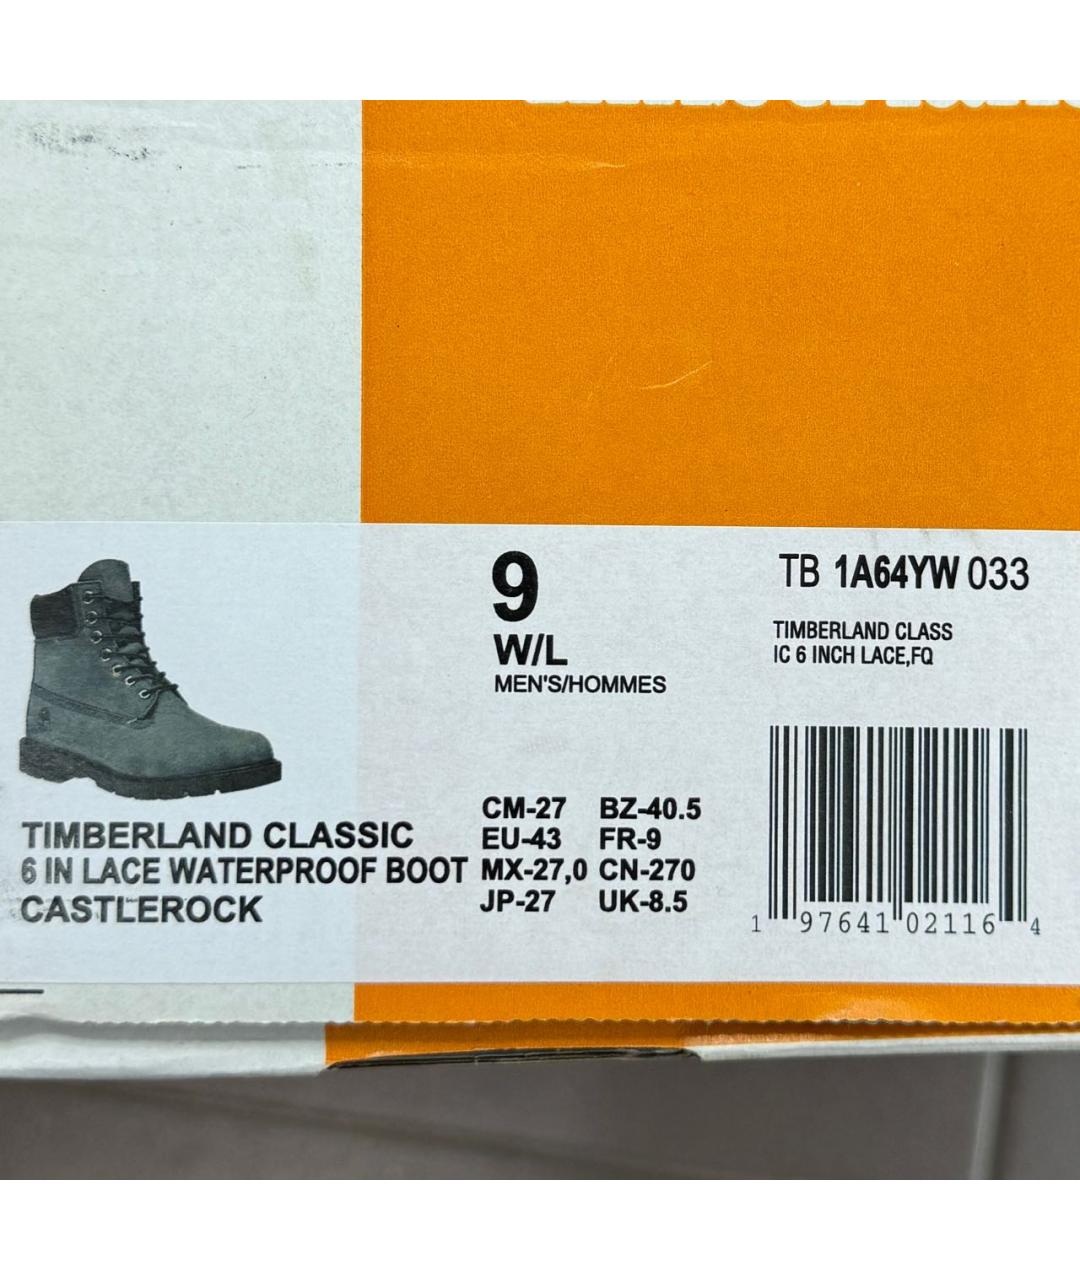 9
W/L
MEN'S/HOMMES
TB 1A64YW 033
TIMBERLAND CLASS
IC 6 INCH LACE,FQ
TIMBERLAND CLASSIC
6 IN LACE WATERPROOF BOOT
CASTLEROCK
CM-27 BZ-40.5
EU-43 FR-9
MX-27,0 CN-270
JP-27 UK-8.5
1 97641 02116 4